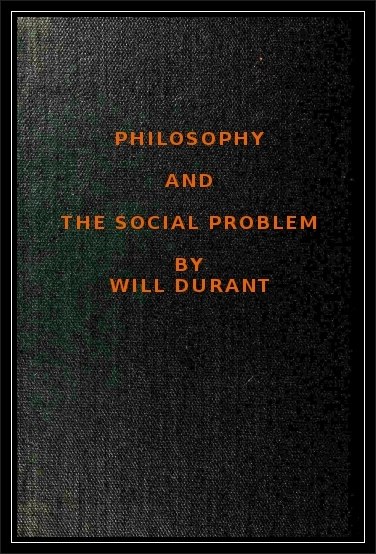 PHILOSOPHY
AND
THE SOCIAL PROBLEM
BY
WILL DURANT